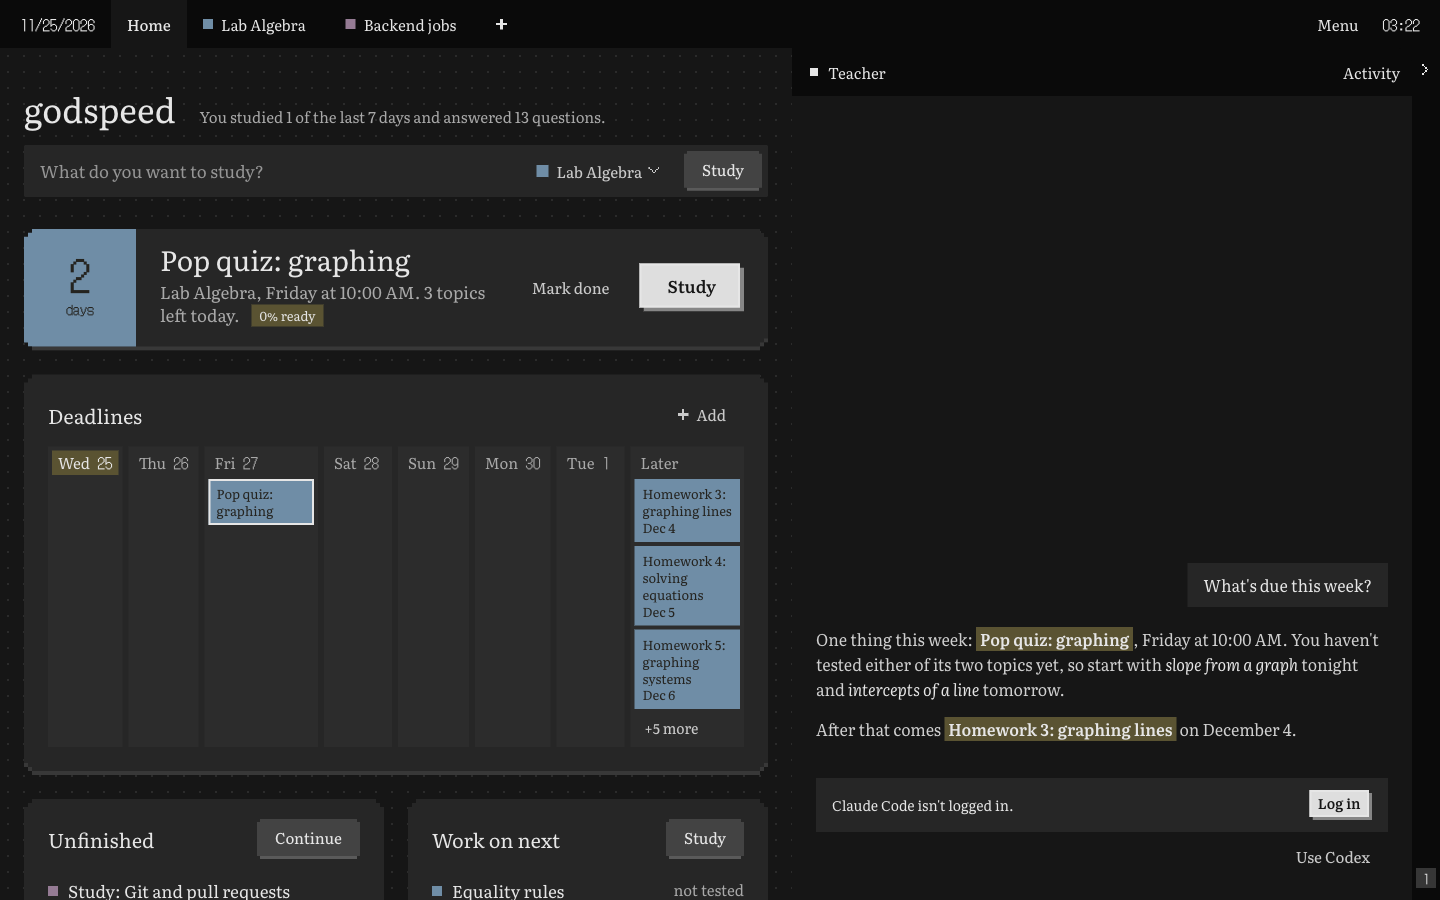 11/25/2026
Home
Lab Algebra
Backend jobs
+
Menu
03:22
godspeed
You studied 1 of the last 7 days and answered 13 questions.
What do you want to study?
Lab Algebra
Study
2
days
Pop quiz: graphing
Lab Algebra, Friday at 10:00 AM. 3 topics
left today. 0% ready
Mark done
Study
Deadlines
+ Add
Wed 25
Thu 26
Fri 27
Sat 28
Sun 29
Mon 30
Tue 1
Later
Pop quiz:
graphing
Homework 3:
graphing lines
Dec 4
Homework 4:
solving
equations
Dec 5
Homework 5:
graphing
systems
Dec 6
+5 more
Unfinished
Continue
Study: Git and pull requests
Work on next
Study
Equality rules
not tested
Teacher
Activity
What's due this week?
One thing this week: Pop quiz: graphing, Friday at 10:00 AM. You haven't
tested either of its two topics yet, so start with slope from a graph tonight
and intercepts of a line tomorrow.
After that comes Homework 3: graphing lines on December 4.
Claude Code isn't logged in.
Log in
Use Codex
1